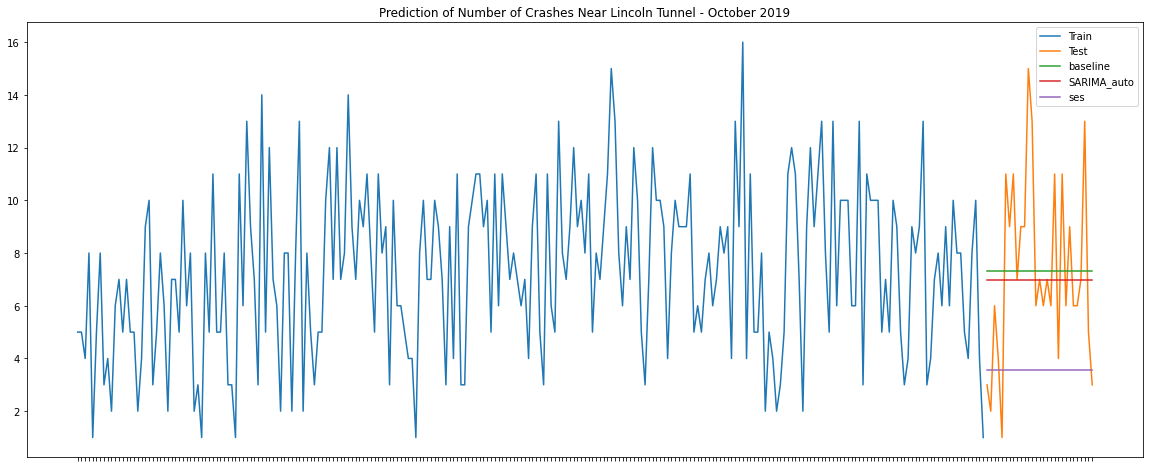 Prediction of Number of Crashes Near Lincoln Tunnel - October 2019
Train
Test
baseline
SARIMA_auto
ses
16
14
12
10
8
6
4
2